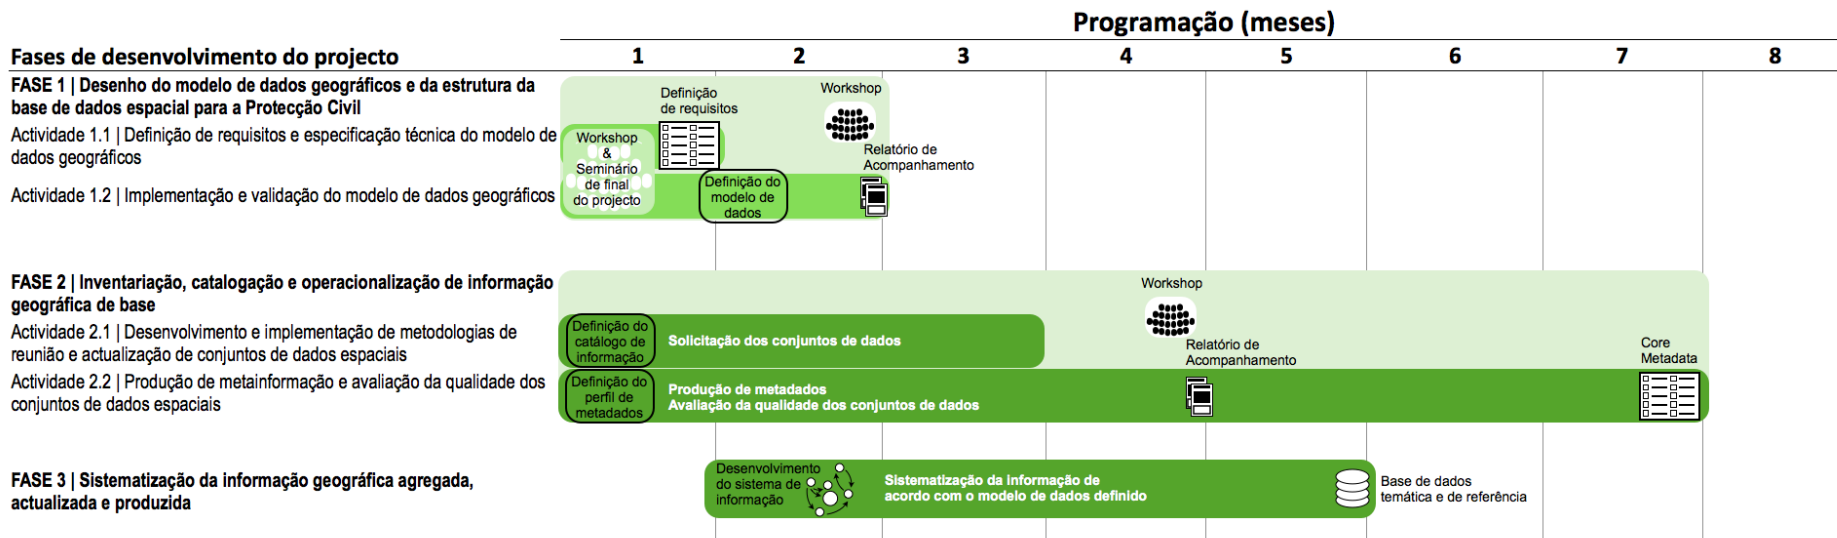 Programação (meses)
Fases de desenvolvimento do projecto
1 2 3 4 5 6 7 8
FASE 1 | Desenho do modelo de dados geográficos e da estrutura da
base de dados espacial para a Protecção Civil
Actividade 1.1 | Definição de requisitos e especificação técnica do modelo de
dados geográficos
Actividade 1.2 | Implementação e validação do modelo de dados geográficos
Workshop
&
Seminário
de final
do projecto
Definição
de requisitos
Definição do
modelo de
dados
Workshop
Relatório de
Acompanhamento
FASE 2 | Inventariação, catalogação e operacionalização de informação
geográfica de base
Actividade 2.1 | Desenvolvimento e implementação de metodologias de
reunião e actualização de conjuntos de dados espaciais
Actividade 2.2 | Produção de metainformação e avaliação da qualidade dos
conjuntos de dados espaciais
Definição do
catálogo de
informação
Solicitação dos conjuntos de dados
Definição do
perfil de
metadados
Produção de metadados
Avaliação da qualidade dos conjuntos de dados
Workshop
Relatório de
Acompanhamento
Core
Metadata
FASE 3 | Sistematização da informação geográfica agregada,
actualizada e produzida
Desenvolvimento
do sistema de
informação
Sistematização da informação de
acordo com o modelo de dados definido
Base de dados
temática e de referência